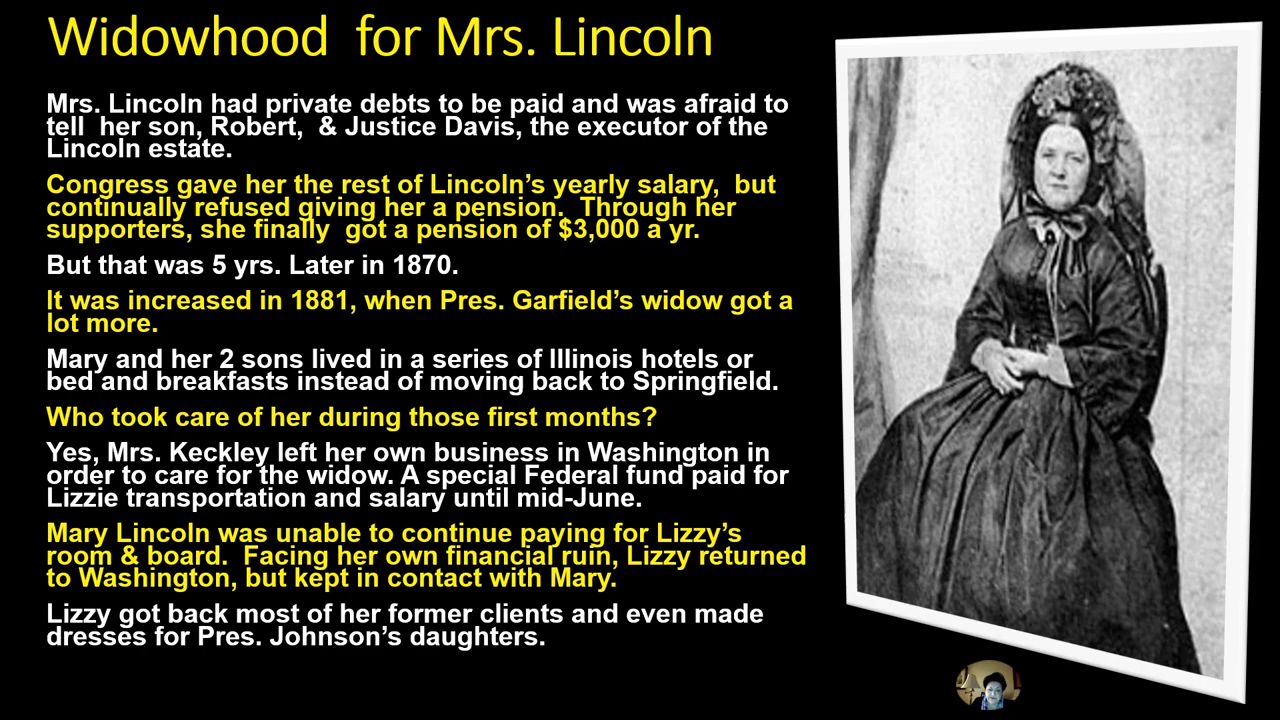 Widowhood  for Mrs. Lincoln
Mrs. Lincoln had private debts to be paid and was afraid to
tell  her son, Robert,  & Justice Davis, the executor of the
Lincoln estate.
Congress gave her the rest of Lincoln’s yearly salary,  but
continually refused giving her a pension.  Through her
supporters, she finally  got a pension of $3,000 a yr.
But that was 5 yrs. Later in 1870.
It was increased in 1881, when Pres. Garfield’s widow got a
lot more.
Mary and her 2 sons lived in a series of Illinois hotels or
bed and breakfasts instead of moving back to Springfield.
Who took care of her during those first months?
Yes, Mrs. Keckley left her own business in Washington in
order to care for the widow. A special Federal fund paid for
Lizzie transportation and salary until mid-June.
Mary Lincoln was unable to continue paying for Lizzy’s
room & board.  Facing her own financial ruin, Lizzy returned
to Washington, but kept in contact with Mary.
Lizzy got back most of her former clients and even made
dresses for Pres. Johnson’s daughters.